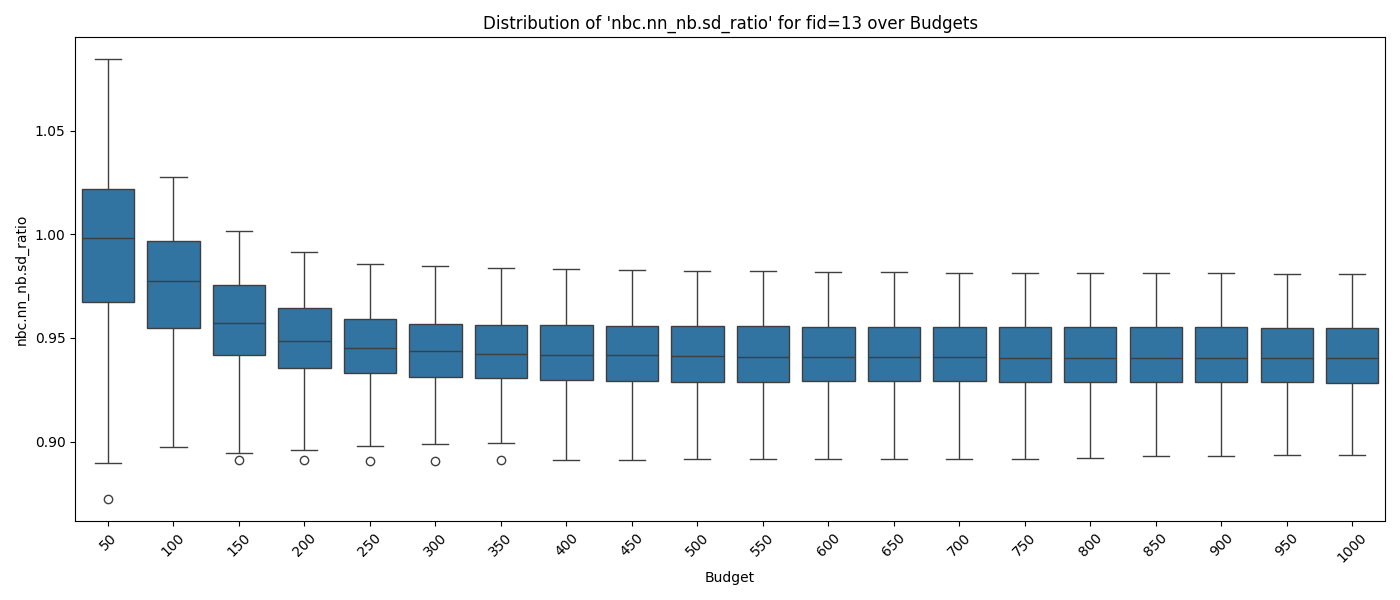 Distribution of 'nbc.nn_nb.sd_ratio' for fid=13 over Budgets
nbc.nn_nb.sd_ratio
1.05
1.00
0.95
0.90
50 100 150 200 250 300 350 400 450 500 550 600 650 700 750 800 850 900 950 1000
Budget